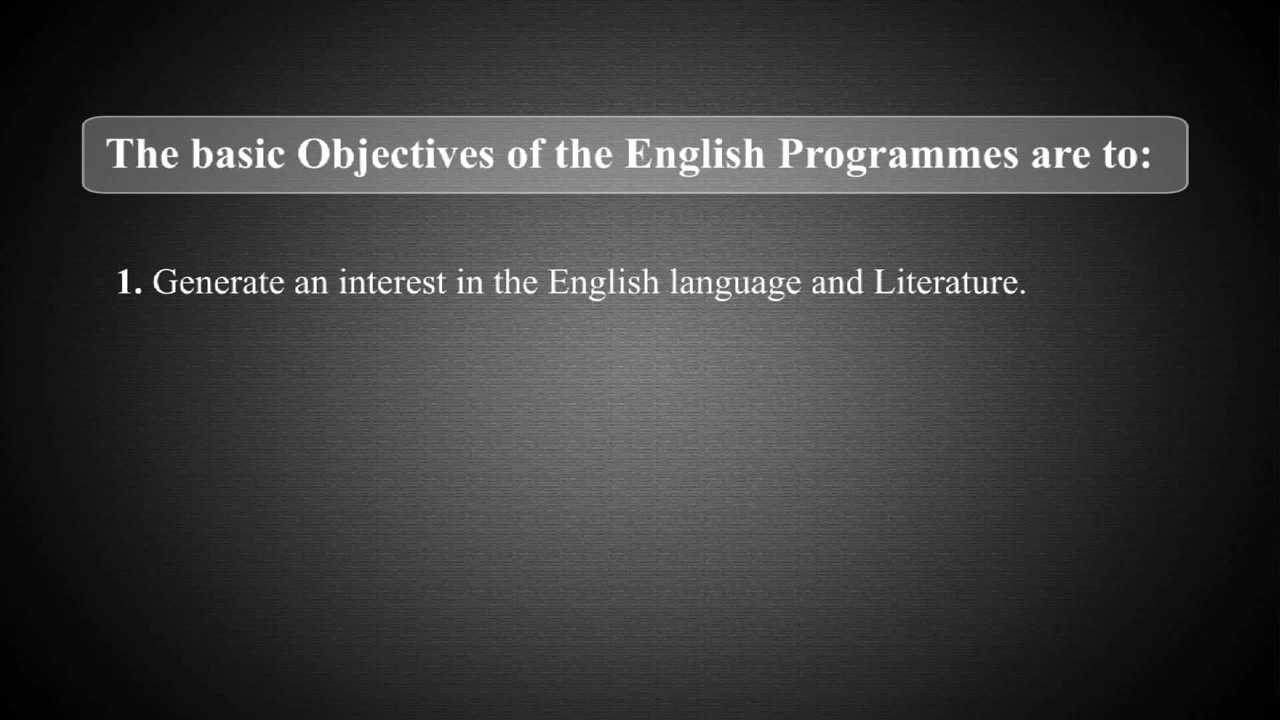 The basic Objectives of the English Programmes are to:
1. Generate an interest in the English language and Literature.